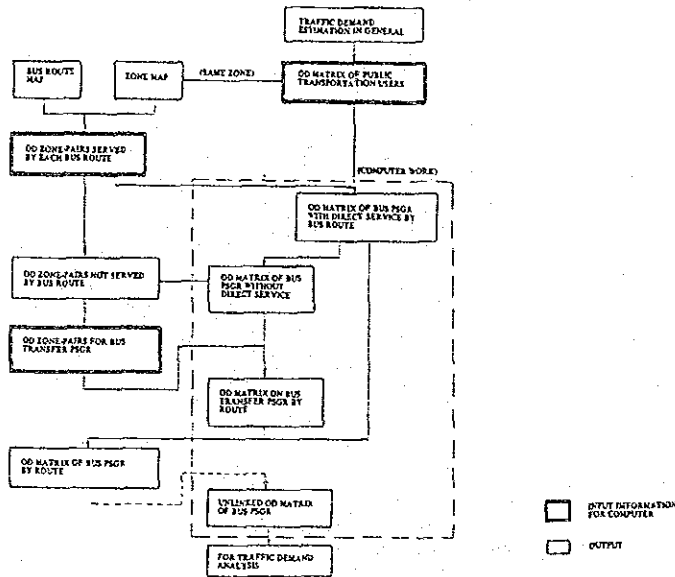 TRAFFIC DEMAND
ESTIMATION IN GENERAL
BUS ROUTE
MAP
ZONE MAP
(SAME ZONE)
OD MATRIX OF PUBLIC
TRANSPORTATION USERS
OD ZONE-PAIRS SERVED
BY EACH BUS ROUTE
(COMPUTER WORK)
OD MATRIX OF BUS PSGR
WITH DIRECT SERVICE BY
BUS ROUTE
OD ZONE-PAIRS NOT SERVED
BY BUS ROUTE
OD MATRIX OF BUS
PSGR WITHOUT
DIRECT SERVICE
OD ZONE-PAIRS FOR BUS
TRANSFER PSGR
OD MATRIX ON BUS
TRANSFER PSGR BY
ROUTE
OD MATRIX OF BUS PSGR
BY ROUTE
UNLINKED OD MATRIX
OF BUS PSGR
INPUT INFORMATION
FOR COMPUTER
OUTPUT
FOR TRAFFIC DEMAND
ANALYSIS